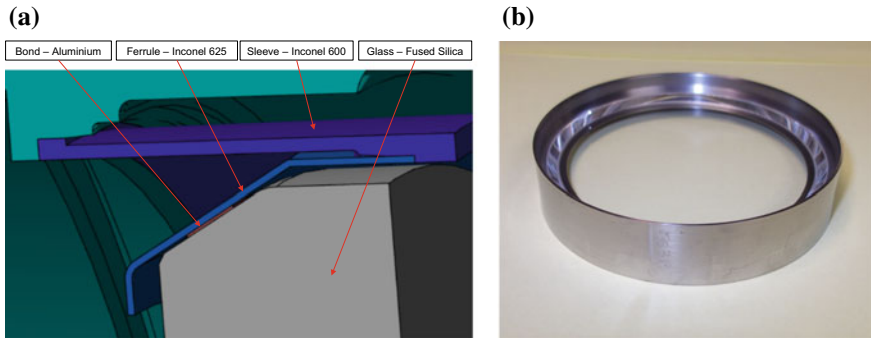 (a)
(b)
Bond – Aluminium
Ferrule – Inconel 625
Sleeve – Inconel 600
Glass – Fused Silica